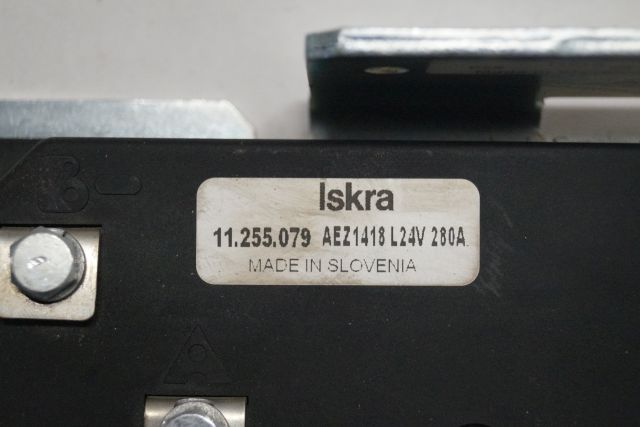 Iskra
11.255.079 AEZ1418 L24V 280A
MADE IN SLOVENIA
B-